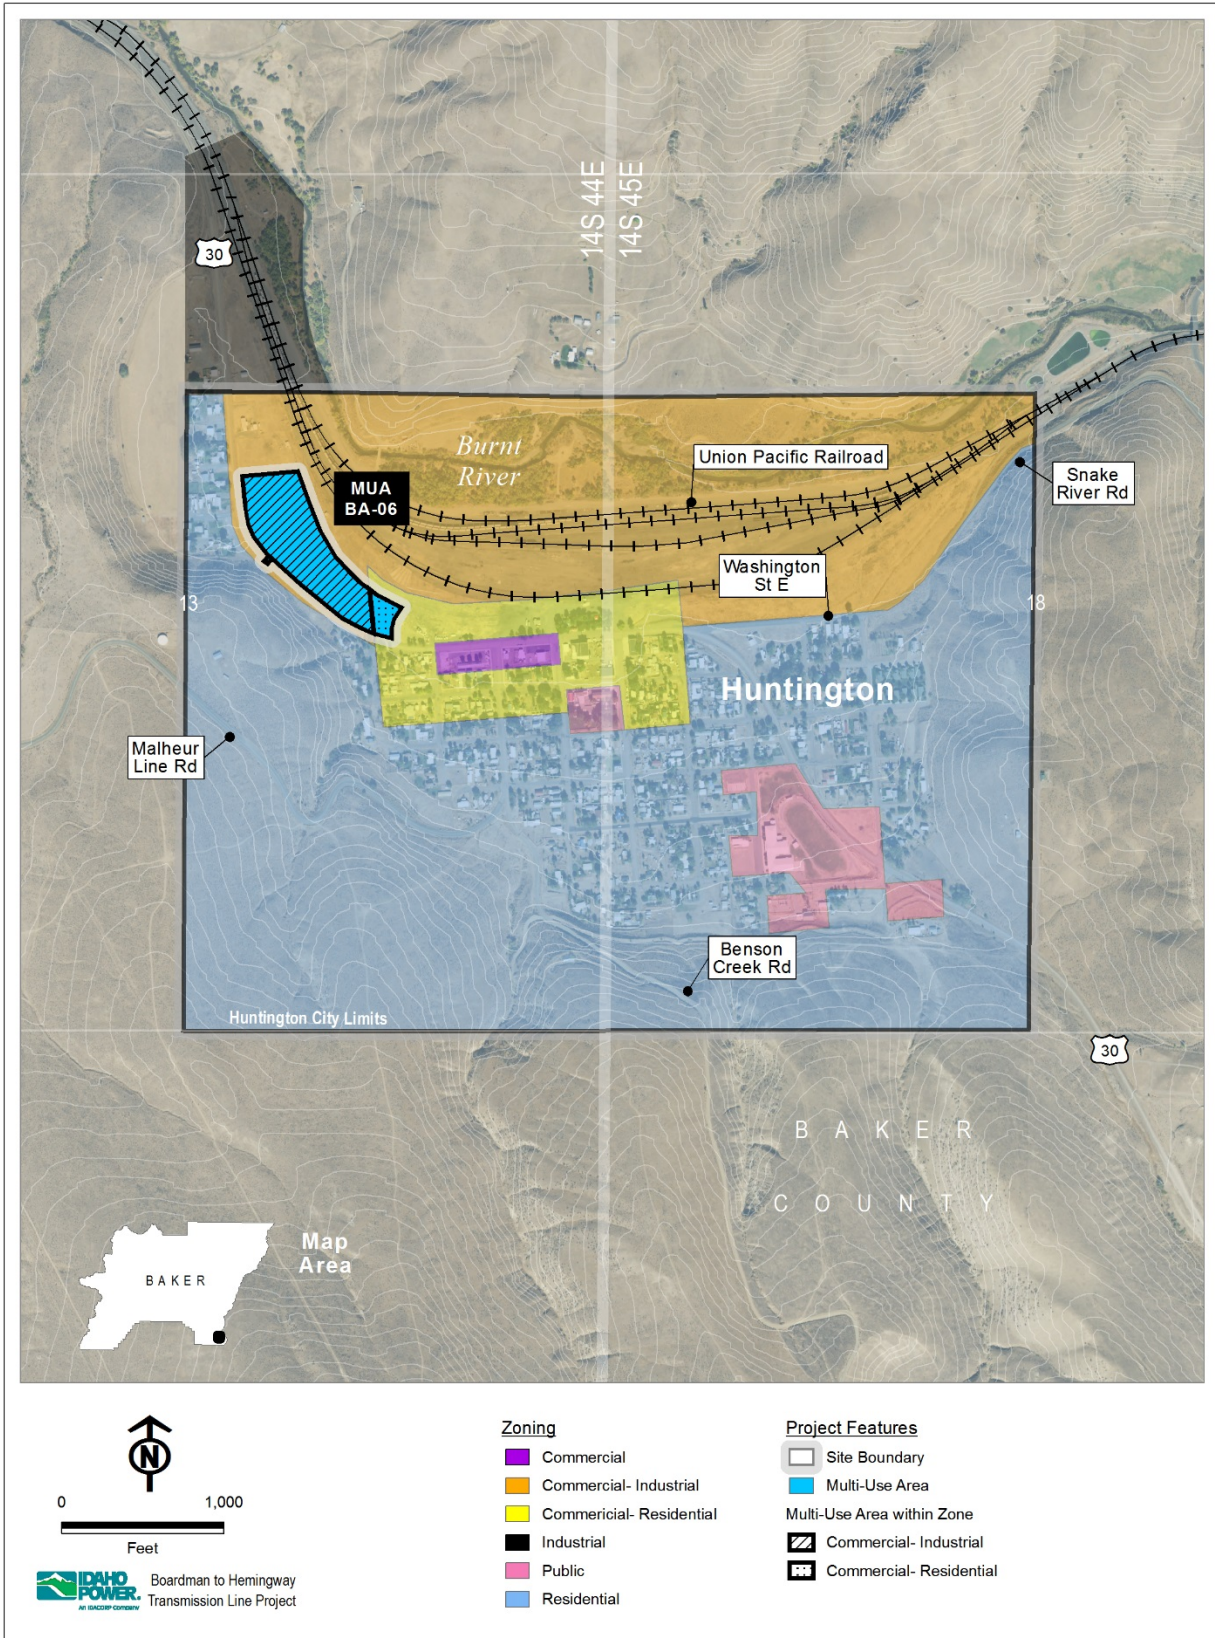 14S 44E
14S 45E
30
Burnt
River
Union Pacific Railroad
MUA
BA-06
Snake
River Rd
Washington
St E
13
18
Huntington
Malheur
Line Rd
Benson
Creek Rd
Huntington City Limits
30
BAKER
COUNTY
Map
Area
BAKER
N
0 1,000
Feet
IDAHO
POWER.
An IDACORP Company
Boardman to Hemingway
Transmission Line Project
Zoning
Commercial
Commercial- Industrial
Commericial- Residential
Industrial
Public
Residential
Project Features
Site Boundary
Multi-Use Area
Multi-Use Area within Zone
Commercial- Industrial
Commercial- Residential